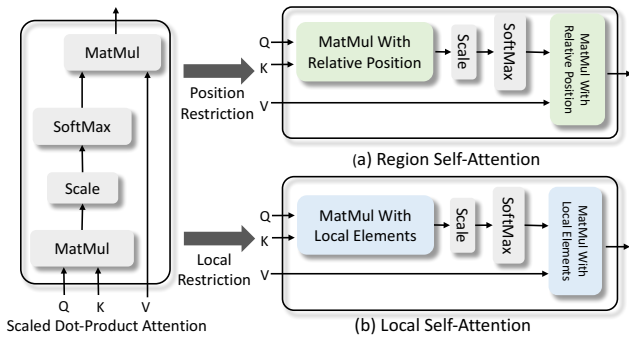 MatMul
SoftMax
Scale
MatMul
Q K V
Scaled Dot-Product Attention
Position
Restriction
Local
Restriction
Q
K
V
MatMul With
Relative Position
Scale
SoftMax
MatMul With
Relative Position
(a) Region Self-Attention
Q
K
V
MatMul With
Local Elements
Scale
SoftMax
MatMul With
Local Elements
(b) Local Self-Attention